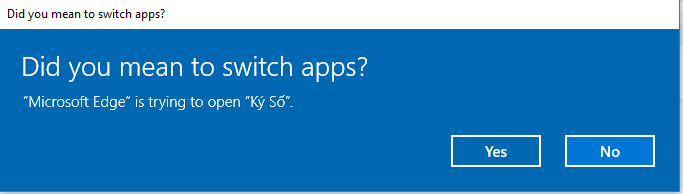 Did you mean to switch apps?
Did you mean to switch apps?
"Microsoft Edge" is trying to open "Ký Số".
Yes
No